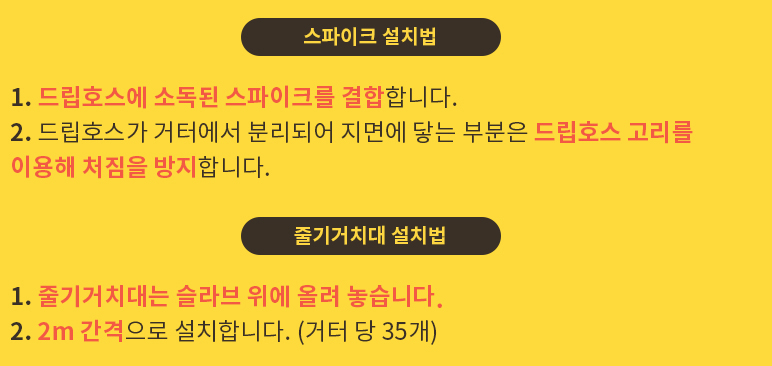 스파이크 설치법
1. 드립호스에 소독된 스파이크를 결합합니다.
2. 드립호스가 거터에서 분리되어 지면에 닿는 부분은 드립호스 고리를
이용해 처짐을 방지합니다.
줄기거치대 설치법
1. 줄기거치대는 슬라브 위에 올려 놓습니다.
2. 2m 간격으로 설치합니다. (거터 당 35개)